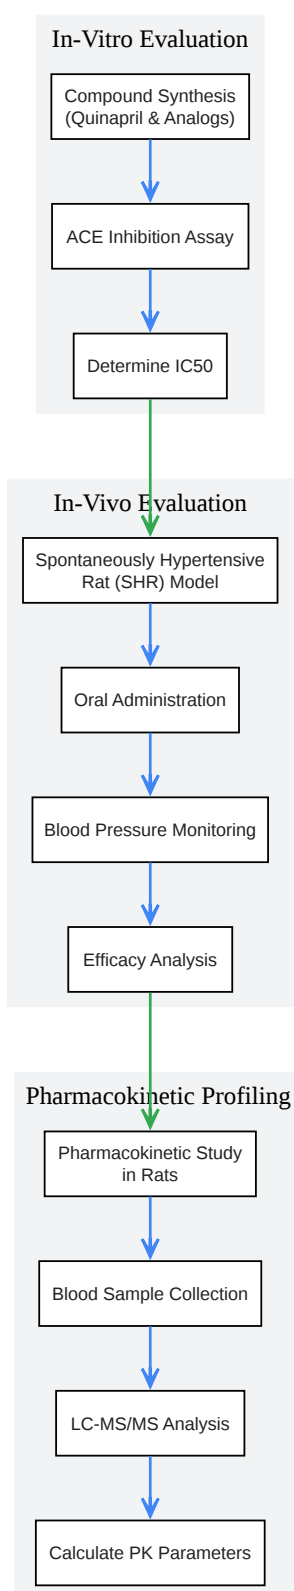 In-Vitro Evaluation
Compound Synthesis
(Quinapril & Analogs)
ACE Inhibition Assay
Determine IC50
In-Vivo Evaluation
Spontaneously Hypertensive
Rat (SHR) Model
Oral Administration
Blood Pressure Monitoring
Efficacy Analysis
Pharmacokinetic Profiling
Pharmacokinetic Study
in Rats
Blood Sample Collection
LC-MS/MS Analysis
Calculate PK Parameters